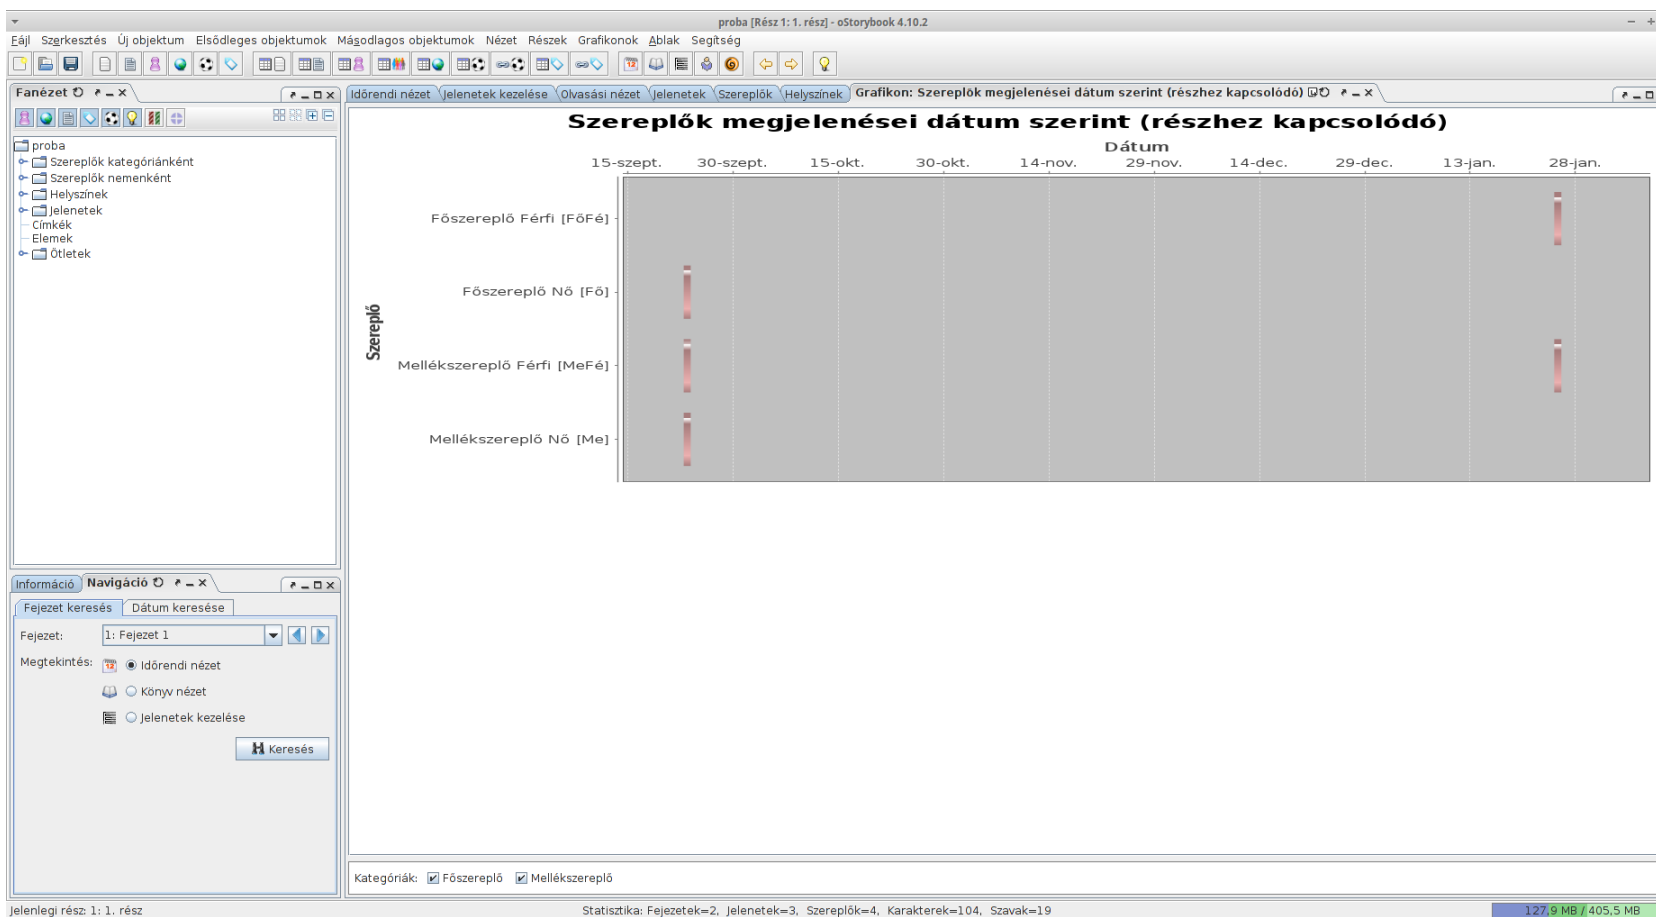 proba [Rész 1: 1. rész] - oStorybook 4.10.2
Fájl Szerkesztés Új objektum Elsődleges objektumok Másodlagos objektumok Nézet Részek Grafikonok Ablak Segítség
Fanézet
proba
Szereplők kategóriánként
Szereplők nemenként
Helyszínek
Jelenetek
Címkék
Elemek
Ötletek
Információ Navigáció
Fejezet keresés Dátum keresése
Fejezet: 1: Fejezet 1
Megtekintés: 12 Időrendi nézet
Könyv nézet
Jelenetek kezelése
Keresés
Időrendi nézet Jelenetek kezelése Olvasási nézet Jelenetek Szereplők Helyszínek Grafikon: Szereplők megjelenései dátum szerint (részhez kapcsolódó)
Szereplők megjelenései dátum szerint (részhez kapcsolódó)
Dátum
15-szept. 30-szept. 15-okt. 30-okt. 14-nov. 29-nov. 14-dec. 29-dec. 13-jan. 28-jan.
Szereplő
Főszereplő Férfi [FőFé]
Főszereplő Nő [Fő]
Mellékszereplő Férfi [MeFé]
Mellékszereplő Nő [Me]
Kategóriák: Főszereplő Mellékszereplő
Jelenlegi rész: 1: 1. rész
Statisztika: Fejezetek=2, Jelenetek=3, Szereplők=4, Karakterek=104, Szavak=19
127,9 MB / 405,5 MB